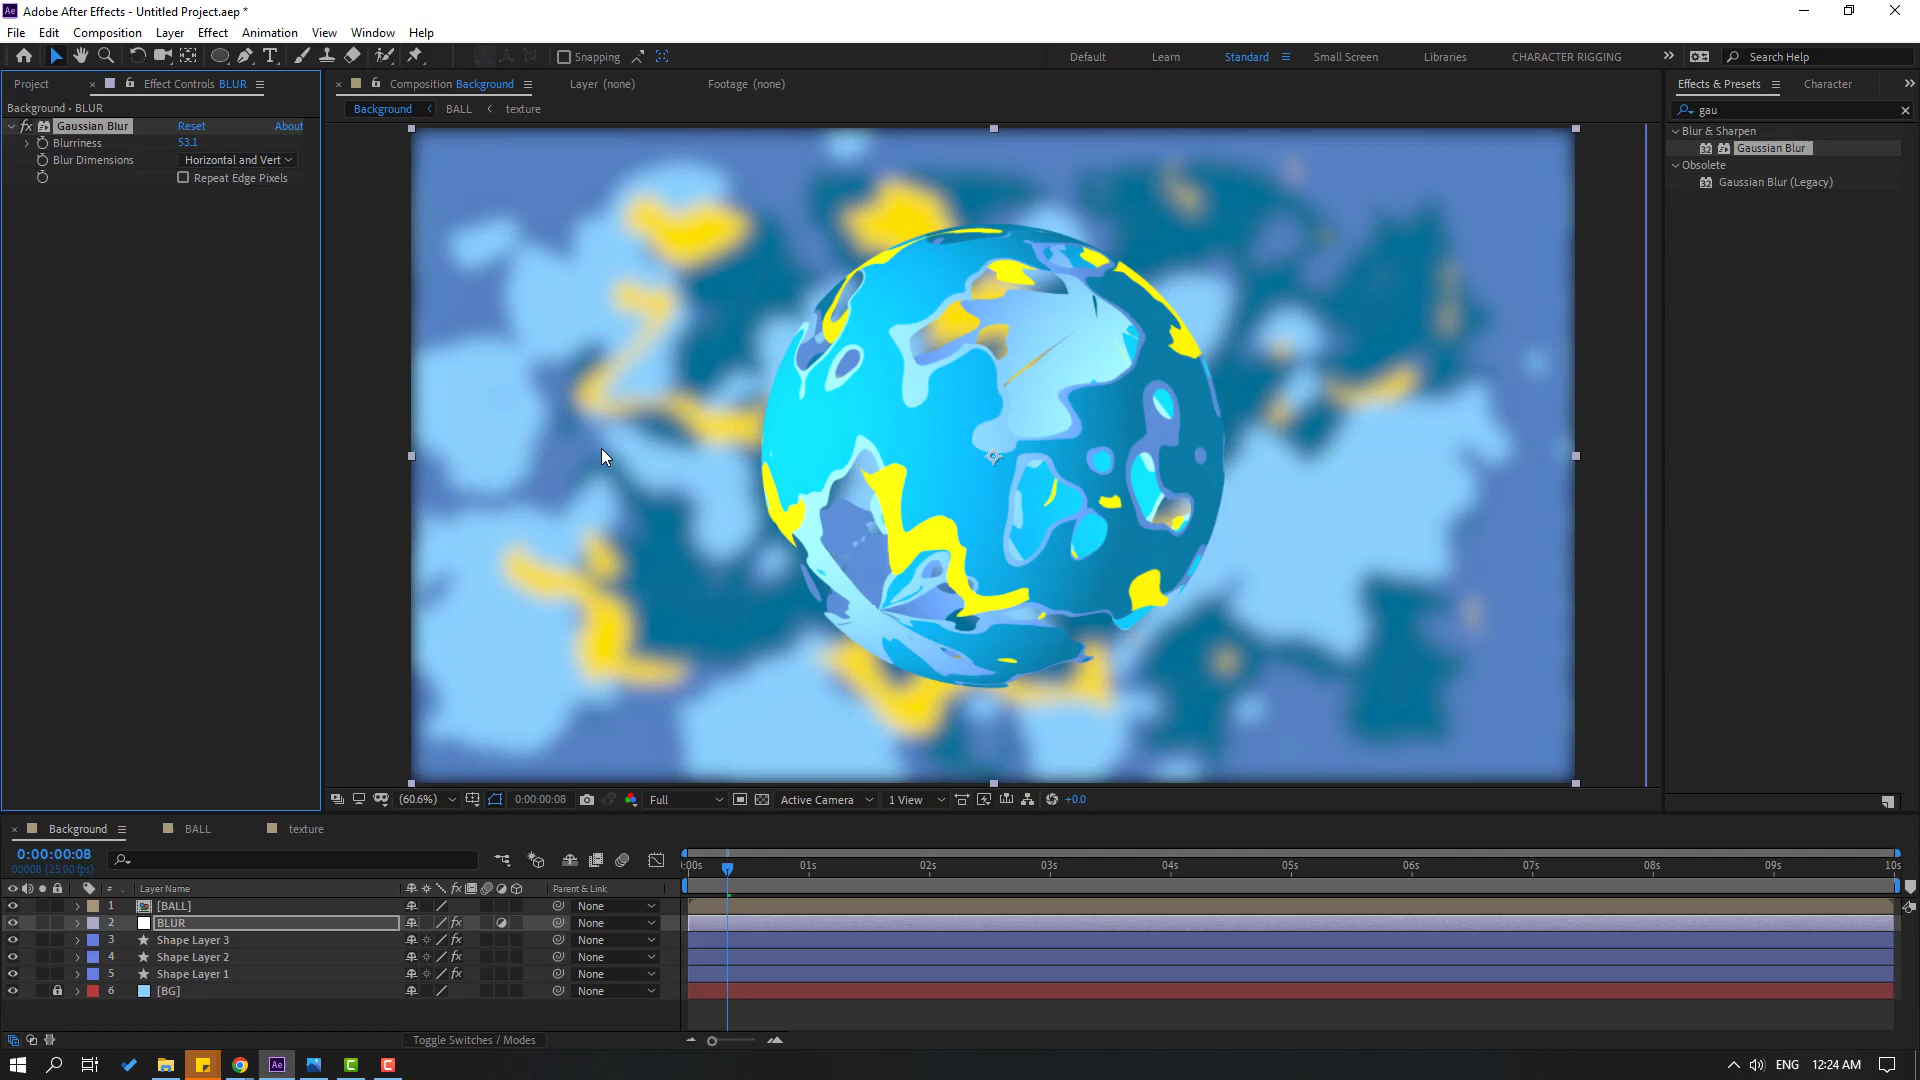 Adobe After Effects - Untitled Project.aep *
File Edit Composition Layer Effect Animation View Window Help
Snapping Default Learn Standard Small Screen Libraries CHARACTER RIGGING Search Help
Project Effect Controls BLUR
Background • BLUR
Gaussian Blur Reset About
Blurriness 53.1
Blur Dimensions Horizontal and Vert
Repeat Edge Pixels
Composition Background Layer (none) Footage (none)
Background BALL texture
Effects & Presets Character
gau
Blur & Sharpen
Gaussian Blur
Obsolete
Gaussian Blur (Legacy)
(60.6%) 0:00:00:08 Full Active Camera 1 View +0.0
Background BALL texture
0:00:00:08
00008 (25.00 fps)
:00s 01s 02s 03s 04s 05s 06s 07s 08s 09s 10s
# Layer Name Parent & Link
1 [BALL] None
2 BLUR None
3 Shape Layer 3 None
4 Shape Layer 2 None
5 Shape Layer 1 None
6 [BG] None
Toggle Switches / Modes
ENG 12:24 AM